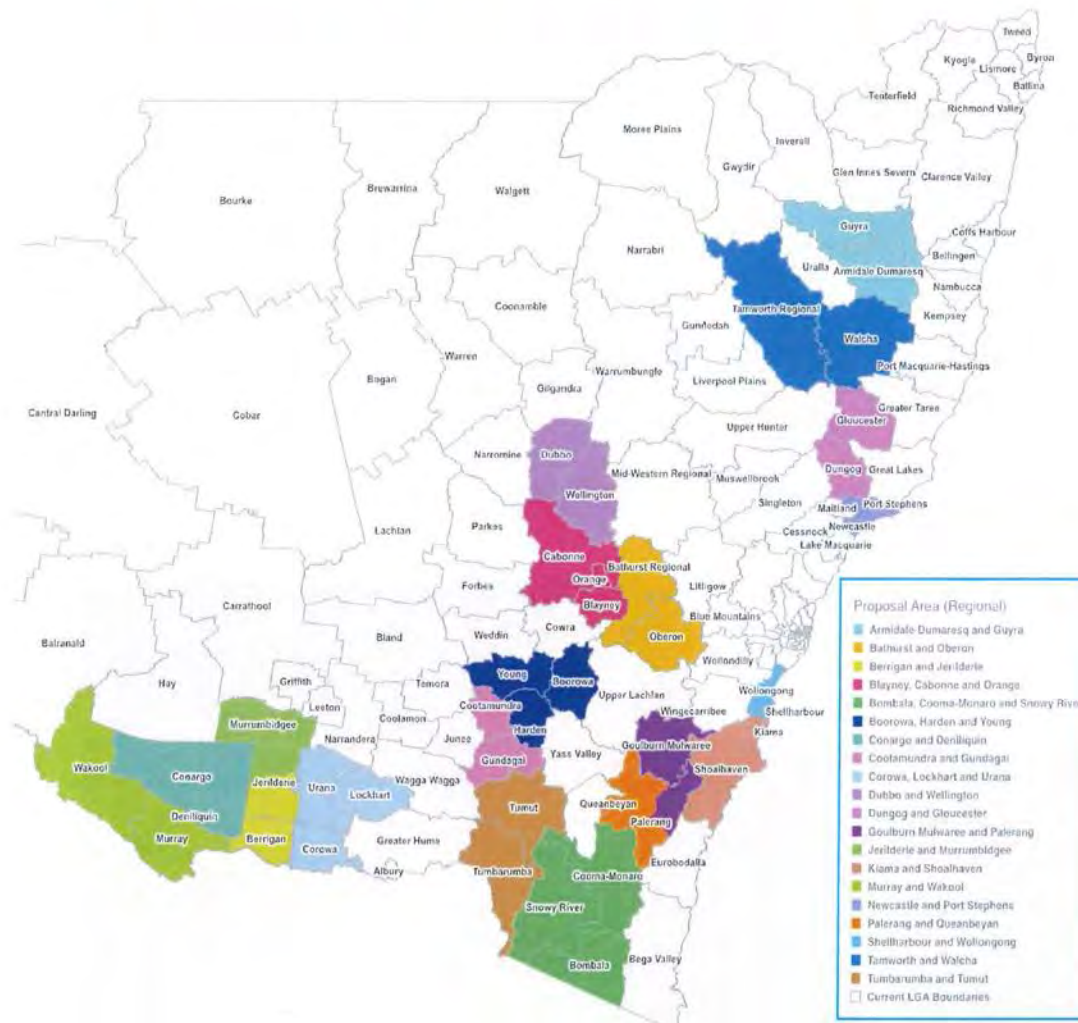 Tweed
Kyogle
Byron
Lismore
Ballina
Tenterfield
Richmond Valley
Moree Plains
Inverell
Gwydir
Glen Innes Severn
Clarence Valley
Bourke
Brewarrina
Walgett
Guyra
Coffs Harbour
Narrabri
Bellingen
Uralla
Armidale Dumaresq
Nambucca
Coonamble
Tamworth Regional
Kempsey
Gunnedah
Walcha
Warren
Bogan
Port Macquarie-Hastings
Warrumbungle
Liverpool Plains
Gilgandra
Central Darling
Cobar
Greater Taree
Gloucester
Upper Hunter
Narromine
Dubbo
Mid-Western Regional
Dungog
Great Lakes
Muswellbrook
Wellington
Singleton
Port Stephens
Maitland
Lachlan
Parkes
Newcastle
Cessnock
Lake Macquarie
Cabonne
Bathurst Regional
Orange
Forbes
Lithgow
Blayney
Carrathool
Blue Mountains
Bland
Weddin
Cowra
Oberon
Balranald
Wollondilly
Hay
Temora
Young
Boorowa
Griffith
Upper Lachlan
Wollongong
Leeton
Cootamundra
Wingecarribee
Shellharbour
Coolamon
Murrumbidgee
Harden
Kiama
Narrandera
Junee
Goulburn Mulwaree
Yass Valley
Wakool
Gundagai
Conargo
Jerilderie
Wagga Wagga
Shoalhaven
Urana
Lockhart
Queanbeyan
Tumut
Deniliquin
Palerang
Murray
Berrigan
Greater Hume
Corowa
Eurobodalla
Albury
Tumbarumba
Cooma-Monaro
Snowy River
Bega Valley
Bombala
Proposal Area (Regional)
Armidale Dumaresq and Guyra
Bathurst and Oberon
Berrigan and Jerilderie
Blayney, Cabonne and Orange
Bombala, Cooma-Monaro and Snowy River
Boorowa, Harden and Young
Conargo and Deniliquin
Cootamundra and Gundagai
Corowa, Lockhart and Urana
Dubbo and Wellington
Dungog and Gloucester
Goulburn Mulwaree and Palerang
Jerilderie and Murrumbidgee
Kiama and Shoalhaven
Murray and Wakool
Newcastle and Port Stephens
Palerang and Queanbeyan
Shellharbour and Wollongong
Tamworth and Walcha
Tumbarumba and Tumut
Current LGA Boundaries